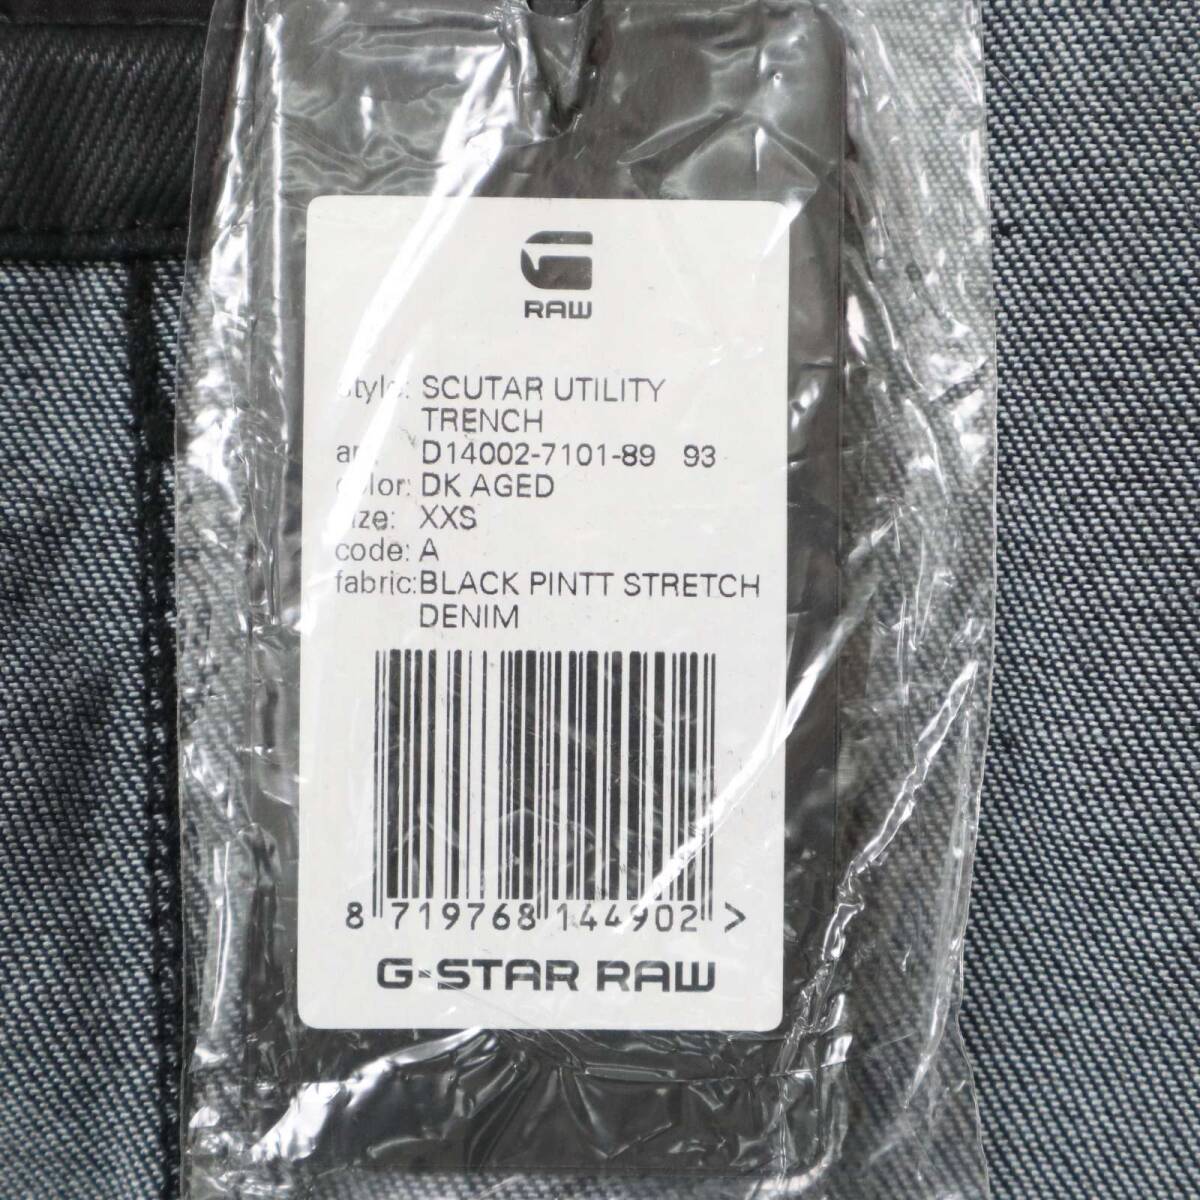 RAW
style: SCUTAR UTILITY
TRENCH
art. D14002-7101-89 93
color: DK AGED
size: XXS
code: A
fabric: BLACK PINTT STRETCH
DENIM
8 719768 144902 >
G-STAR RAW